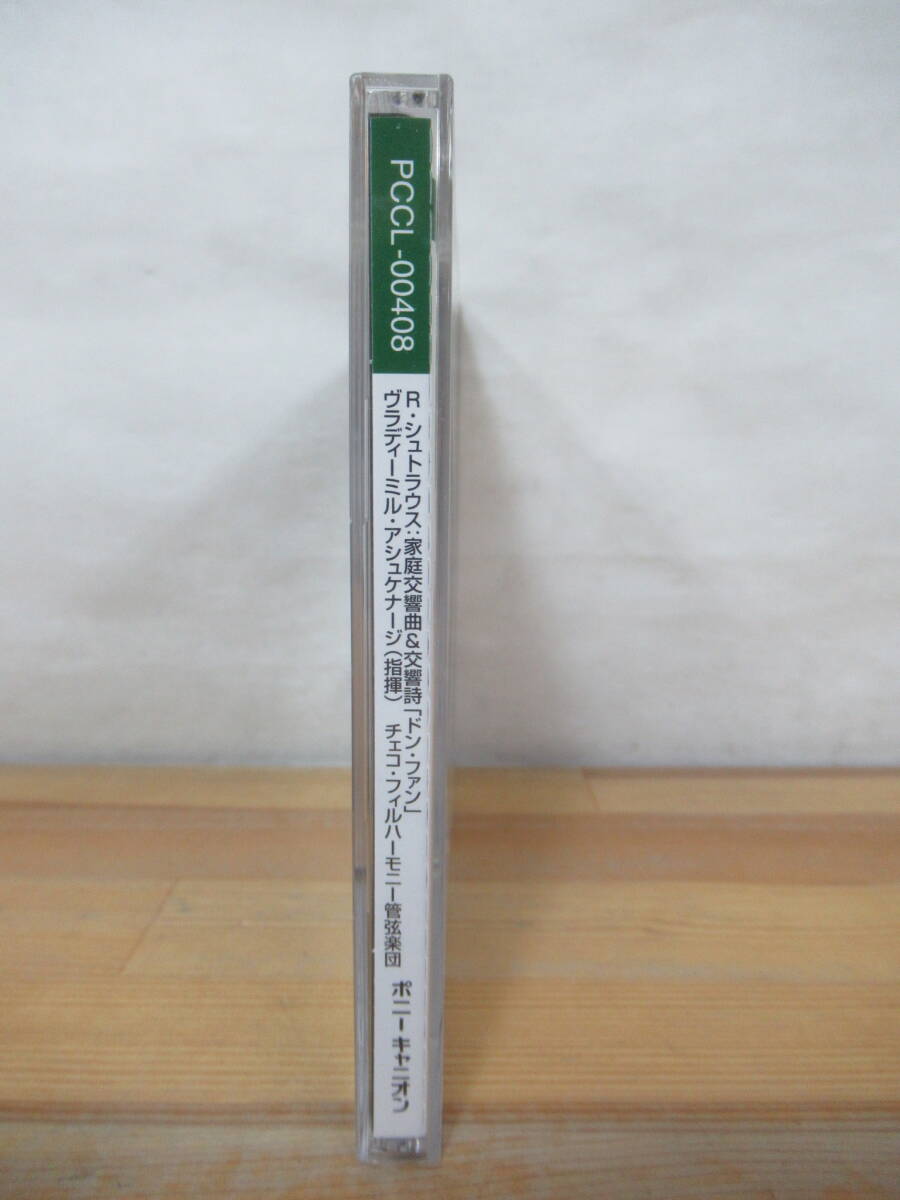 PCCL-00408
R・シュトラウス:家庭交響曲&交響詩「ドン・ファン」
ヴラディーミル・アシュケナージ(指揮) チェコ・フィルハーモニー管弦楽団
ポニーキャニオン